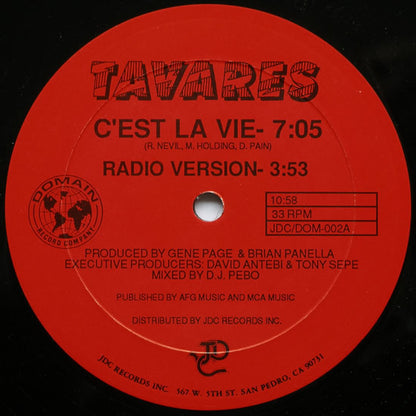 TAVARES
C'EST LA VIE- 7:05
(R. NEVIL, M. HOLDING, D. PAIN)
RADIO VERSION- 3:53
DOMAIN
RECORD COMPANY
10:58
33 RPM
JDC/DOM-002A
PRODUCED BY GENE PAGE & BRIAN PANELLA
EXECUTIVE PRODUCERS: DAVID ANTEBI & TONY SEPE
MIXED BY D.J. PEBO
PUBLISHED BY AFG MUSIC AND MCA MUSIC
DISTRIBUTED BY JDC RECORDS INC.
JDC
JDC RECORDS INC. 567 W. 5TH ST. SAN PEDRO, CA 90731